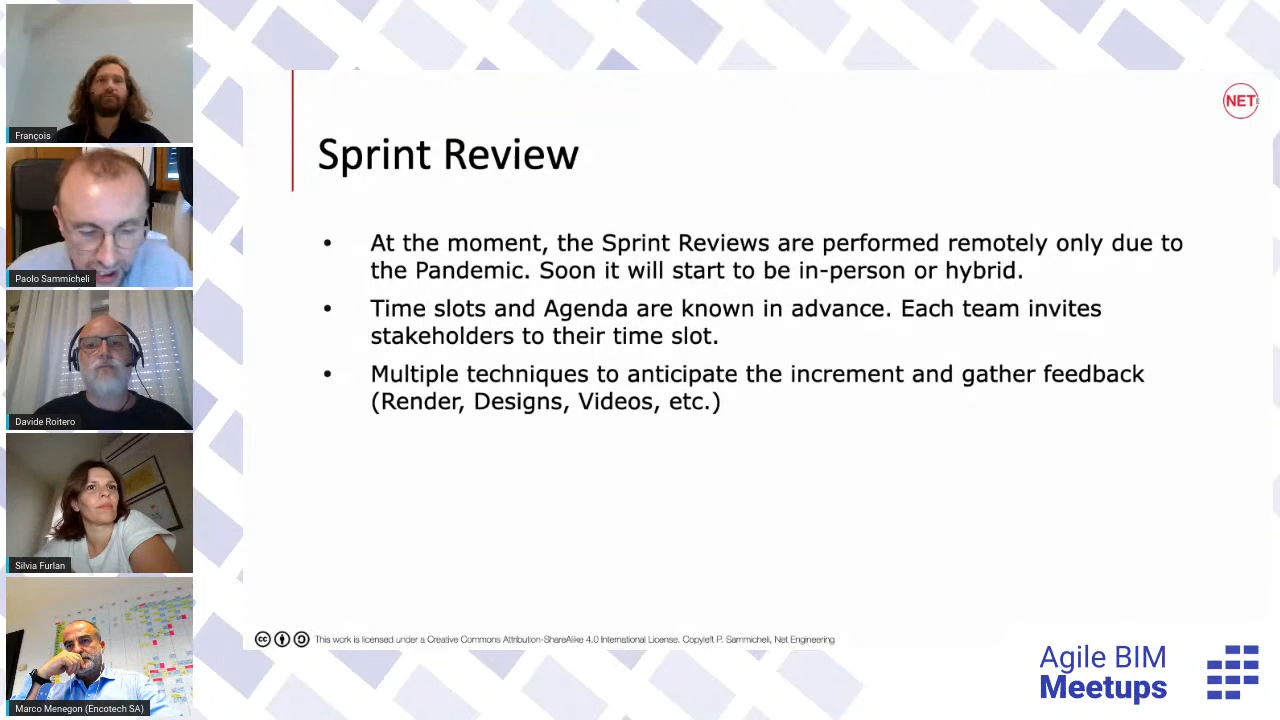 François
Paolo Sammicheli
Davide Roitero
Silvia Furlan
Marco Menegon (Encotech SA)
NET
Sprint Review
• At the moment, the Sprint Reviews are performed remotely only due to
the Pandemic. Soon it will start to be in-person or hybrid.
• Time slots and Agenda are known in advance. Each team invites
stakeholders to their time slot.
• Multiple techniques to anticipate the increment and gather feedback
(Render, Designs, Videos, etc.)
This work is licensed under a Creative Commons Attribution-ShareAlike 4.0 International License. Copyleft P. Sammicheli, Net Engineering
Agile BIM
Meetups